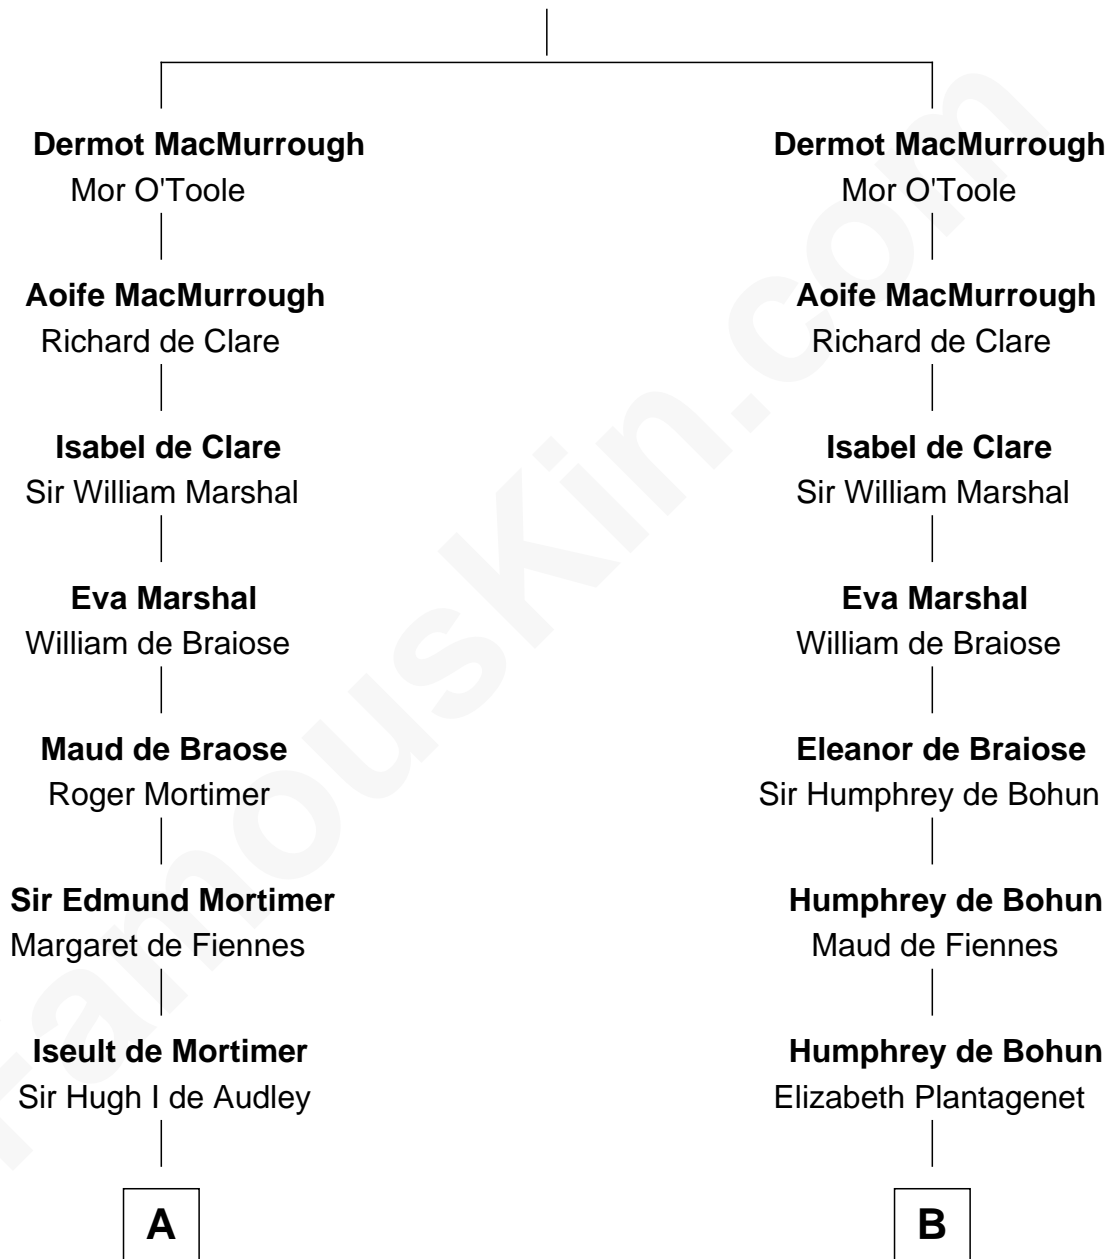 Dermot MacMurrough
Mor O'Toole
Aoife MacMurrough
Richard de Clare
Isabel de Clare
Sir William Marshal
Eva Marshal
William de Braiose
Maud de Braose
Roger Mortimer
Sir Edmund Mortimer
Margaret de Fiennes
Iseult de Mortimer
Sir Hugh I de Audley
A
Dermot MacMurrough
Mor O'Toole
Aoife MacMurrough
Richard de Clare
Isabel de Clare
Sir William Marshal
Eva Marshal
William de Braiose
Eleanor de Braiose
Sir Humphrey de Bohun
Humphrey de Bohun
Maud de Fiennes
Humphrey de Bohun
Elizabeth Plantagenet
B
FamousKin.com